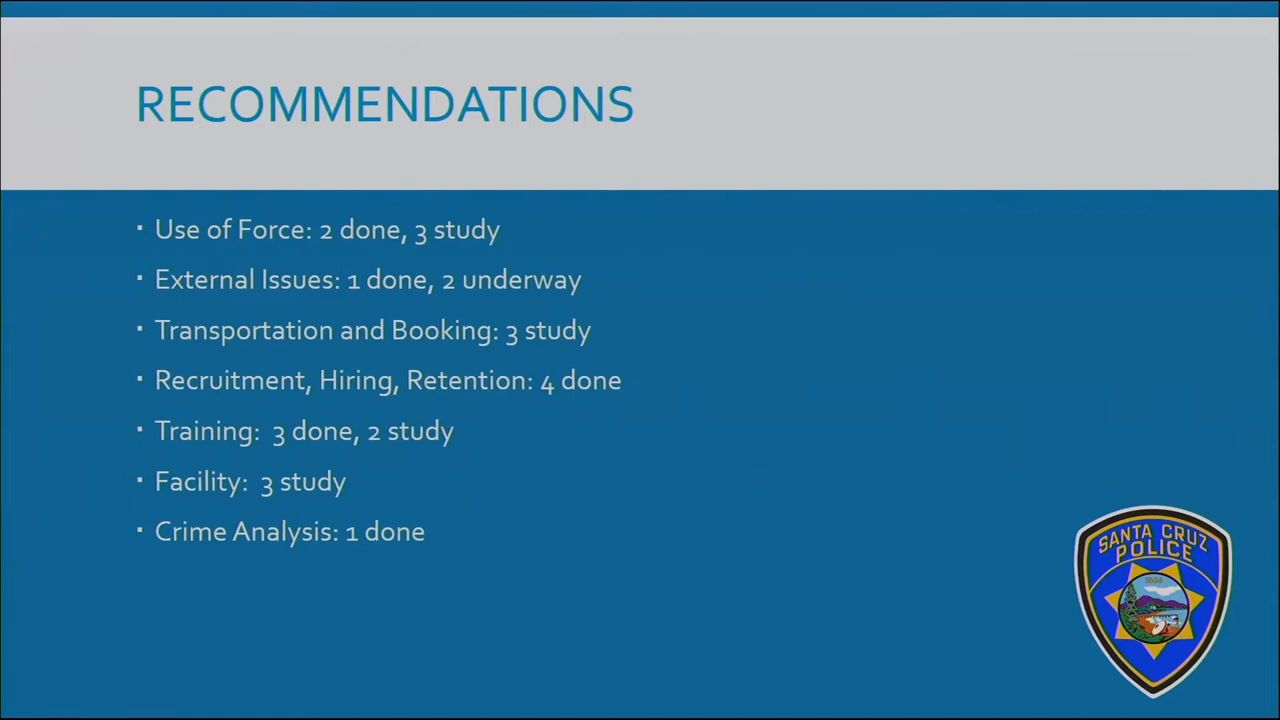 RECOMMENDATIONS
▪ Use of Force: 2 done, 3 study
▪ External Issues: 1 done, 2 underway
▪ Transportation and Booking: 3 study
▪ Recruitment, Hiring, Retention: 4 done
▪ Training:  3 done, 2 study
▪ Facility:  3 study
▪ Crime Analysis: 1 done
SANTA CRUZ
POLICE